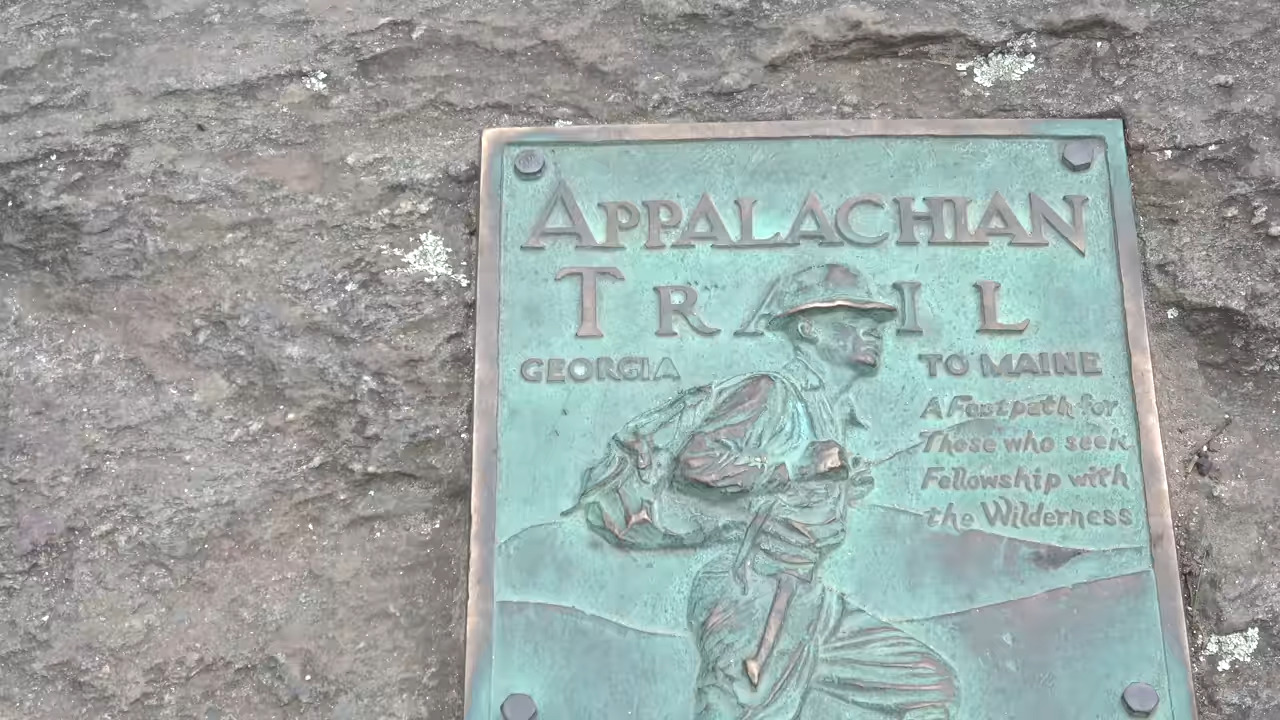 APPALACHIAN
TRAIL
GEORGIA TO MAINE
A Footpath for
Those who seek
Fellowship with
the Wilderness